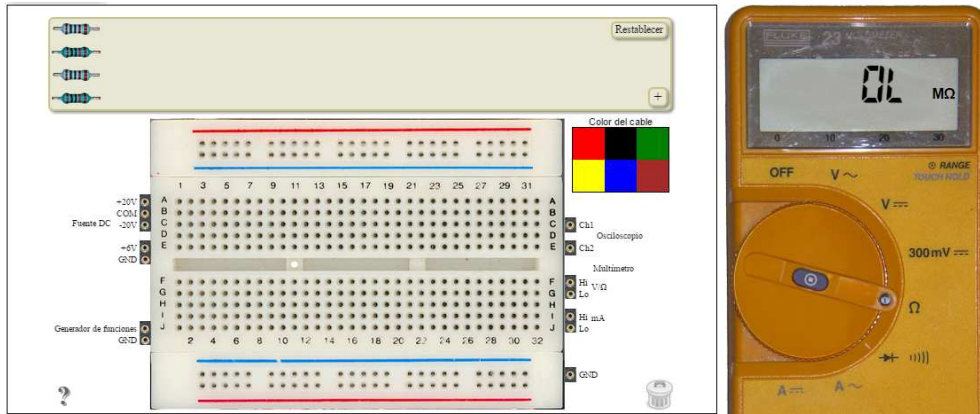 Restablecer
+
Color del cable
1 3 5 7 9 11 13 15 17 19 21 23 25 27 29 31
A A
B B
C C
D D
E E
F F
G G
H H
I I
J J
2 4 6 8 10 12 14 16 18 20 22 24 26 28 30 32
+20V
COM
Fuente DC
-20V
+6V
GND
Generador de funciones
GND
Ch1
Osciloscopio
Ch2
Multímetro
Hi
V/Ω
Lo
Hi mA
Lo
GND
?
FLUKE 23 MULTIMETER
OL MΩ
0 10 20 30
RANGE
TOUCH HOLD
OFF
V~
V
300mV
Ω
A
A~